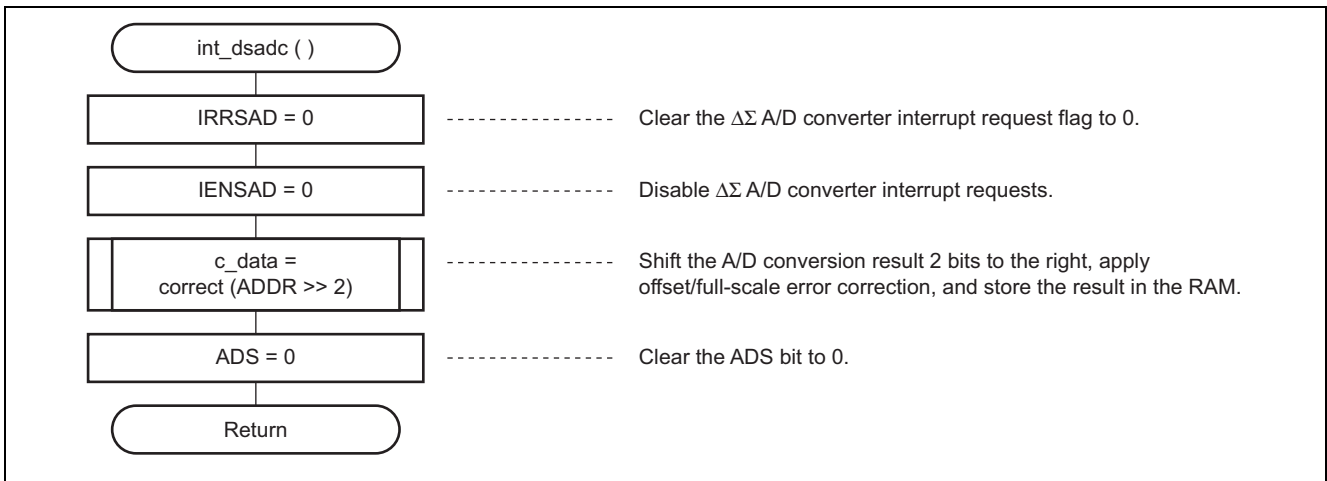 int_dsadc ( )
IRRSAD = 0
Clear the ΔΣ A/D converter interrupt request flag to 0.
IENSAD = 0
Disable ΔΣ A/D converter interrupt requests.
c_data =
correct (ADDR >> 2)
Shift the A/D conversion result 2 bits to the right, apply
offset/full-scale error correction, and store the result in the RAM.
ADS = 0
Clear the ADS bit to 0.
Return